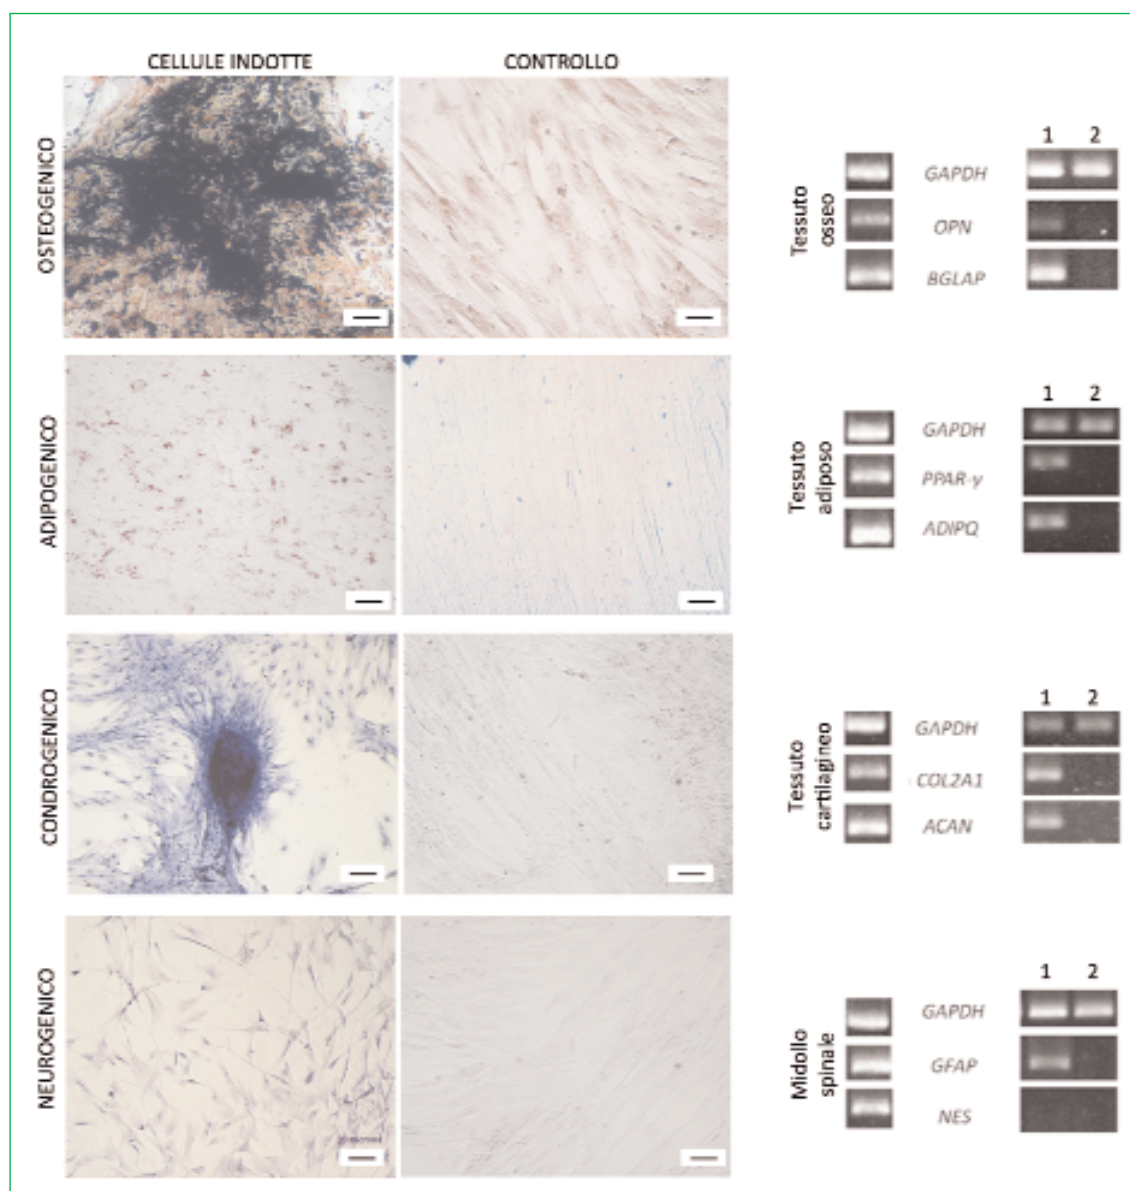 CELLULE INDOTTE
CONTROLLO
OSTEOGENICO
Tessuto
osseo
1 2
GAPDH
OPN
BGLAP
ADIPOGENICO
Tessuto
adiposo
1 2
GAPDH
PPAR-γ
ADIPQ
CONDROGENICO
Tessuto
cartilagineo
1 2
GAPDH
COL2A1
ACAN
NEUROGENICO
Midollo
spinale
1 2
GAPDH
GFAP
NES